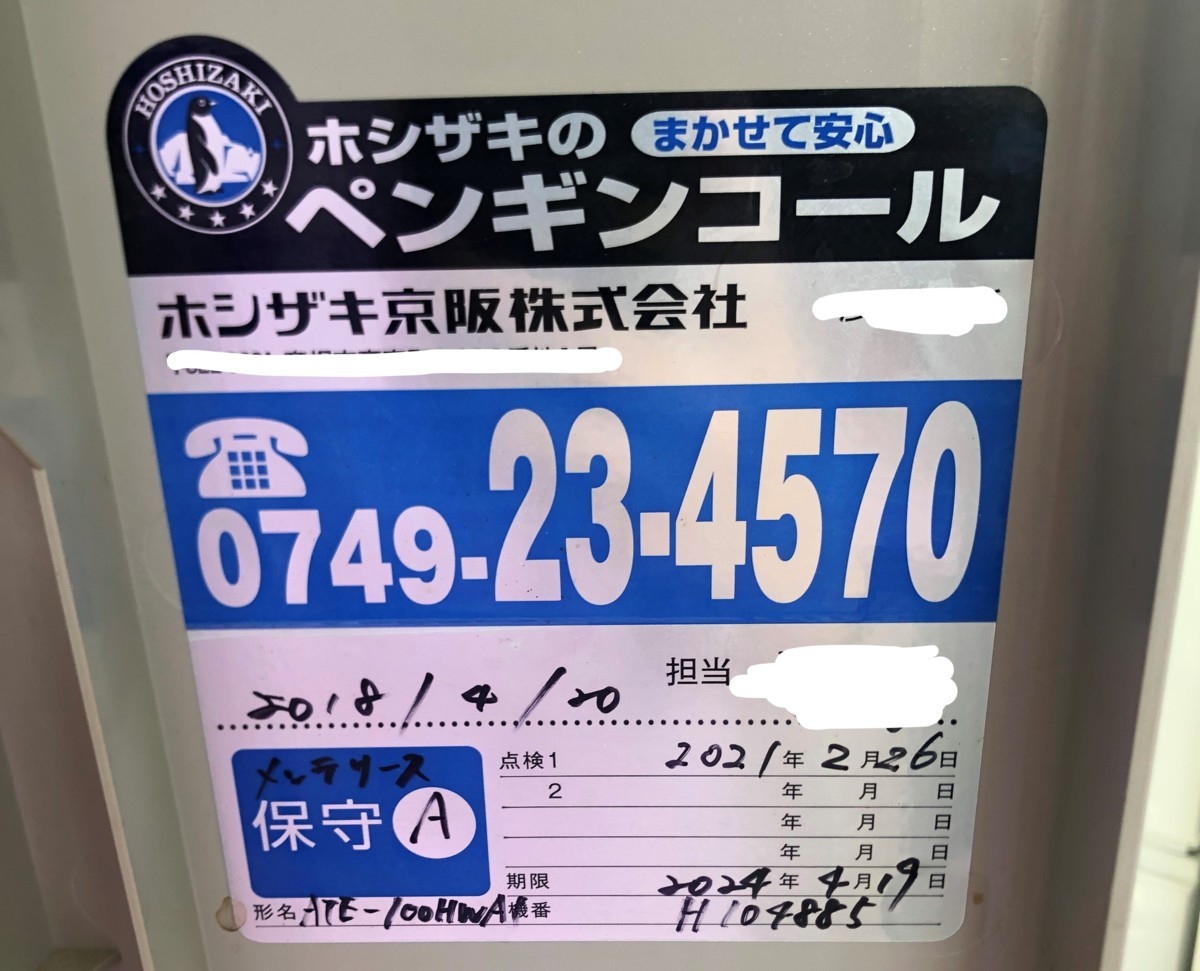 HOSHIZAKI
ホシザキの まかせて安心
ペンギンコール
ホシザキ京阪株式会社
0749-23-4570
担当
2018/4/20
点検1 2021年2月26日
メンテリース
2 年 月 日
保守 A
年 月 日
年 月 日
期限 2024年4月19日
形名 ATE-100HWA1 機番 H104885